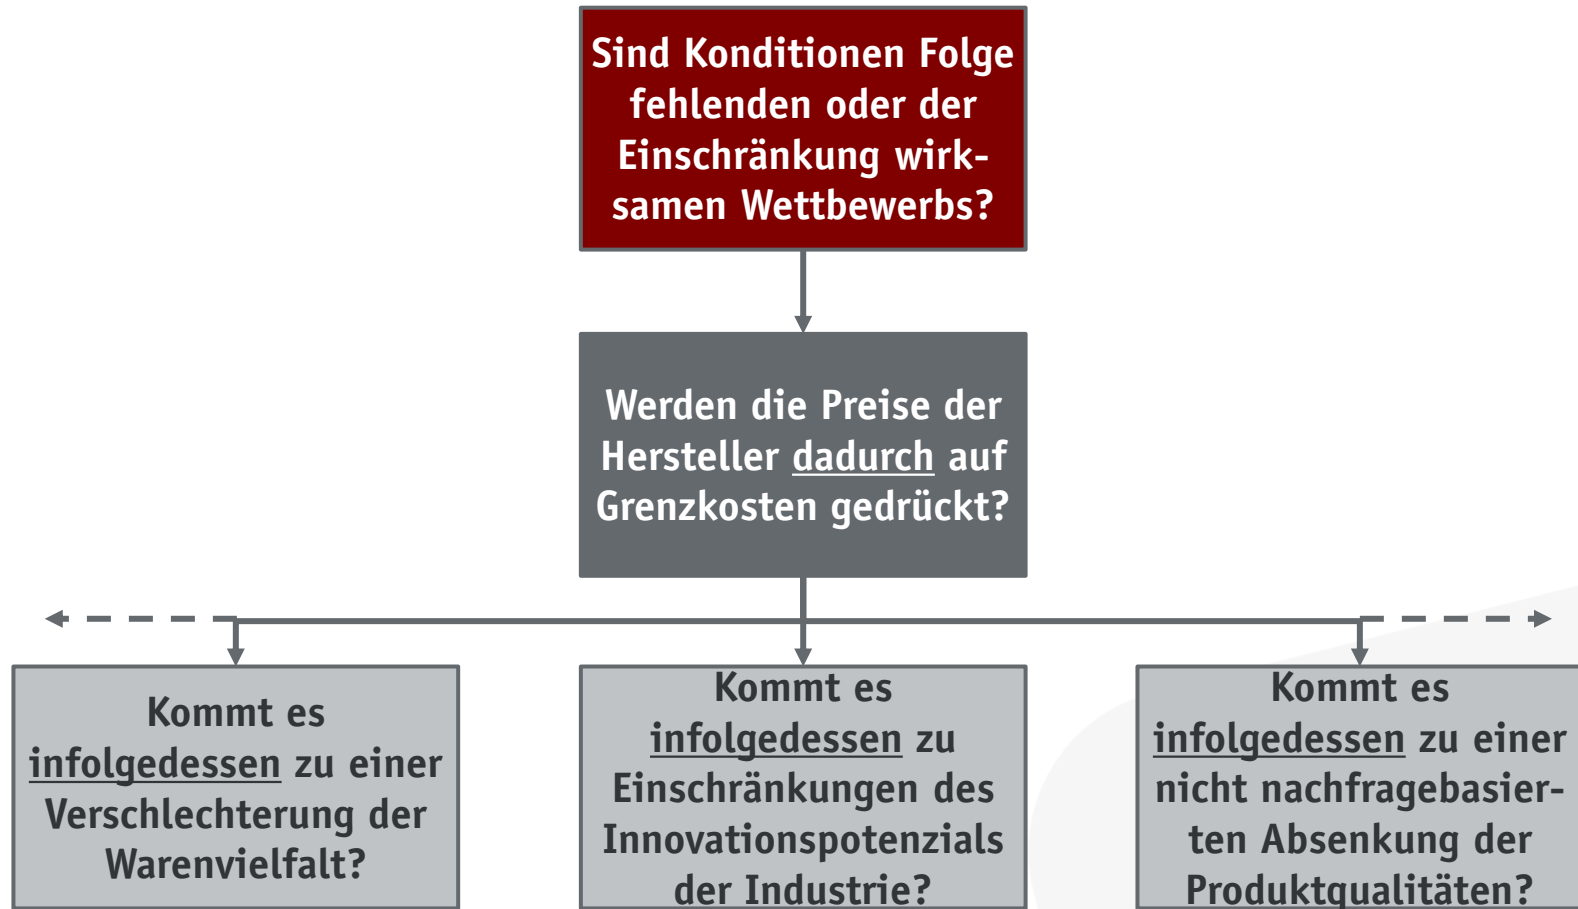 Sind Konditionen Folge
fehlenden oder der
Einschränkung wirk-
samen Wettbewerbs?
Werden die Preise der
Hersteller dadurch auf
Grenzkosten gedrückt?
Kommt es
infolgedessen zu einer
Verschlechterung der
Warenvielfalt?
Kommt es
infolgedessen zu
Einschränkungen des
Innovationspotenzials
der Industrie?
Kommt es
infolgedessen zu einer
nicht nachfragebasier-
ten Absenkung der
Produktqualitäten?